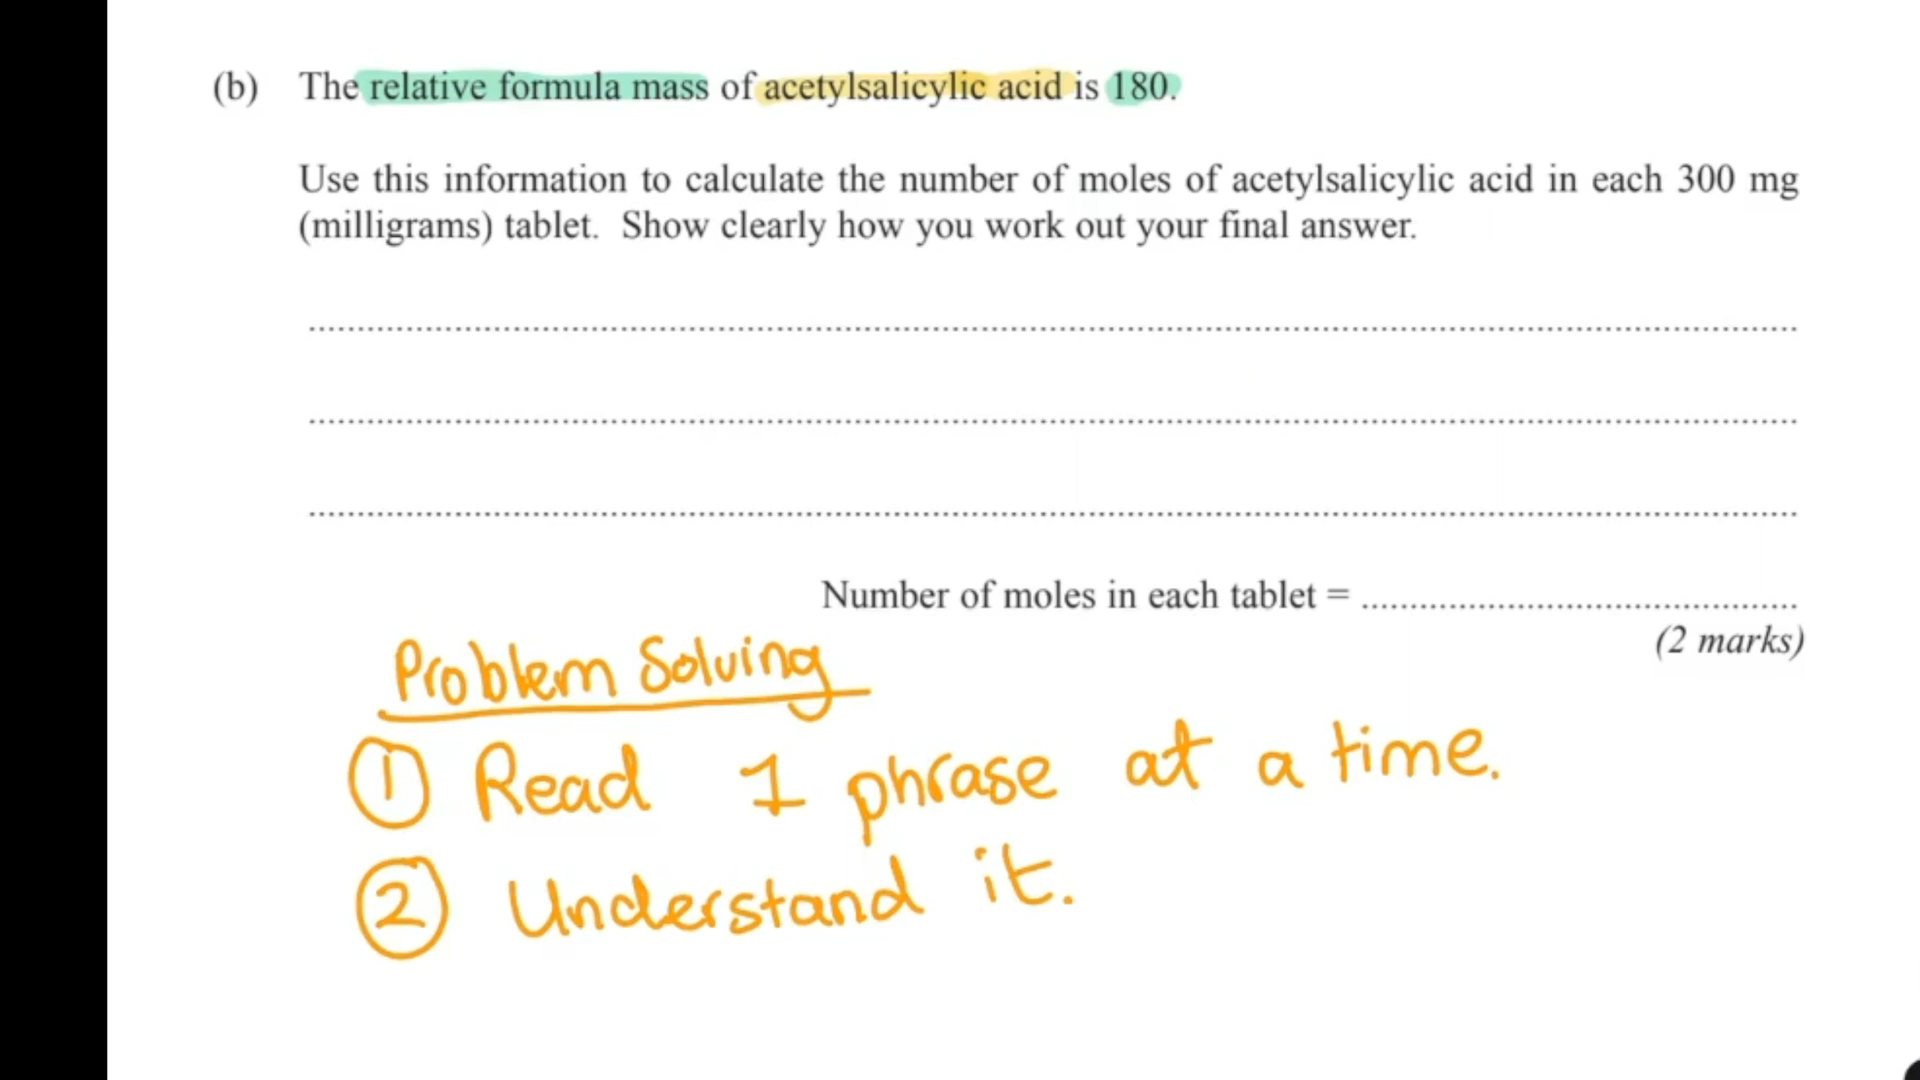 (b) The relative formula mass of acetylsalicylic acid is 180.
Use this information to calculate the number of moles of acetylsalicylic acid in each 300 mg
(milligrams) tablet. Show clearly how you work out your final answer.
Number of moles in each tablet =
(2 marks)
Problem Solving
① Read 1 phrase at a time.
② Understand it.